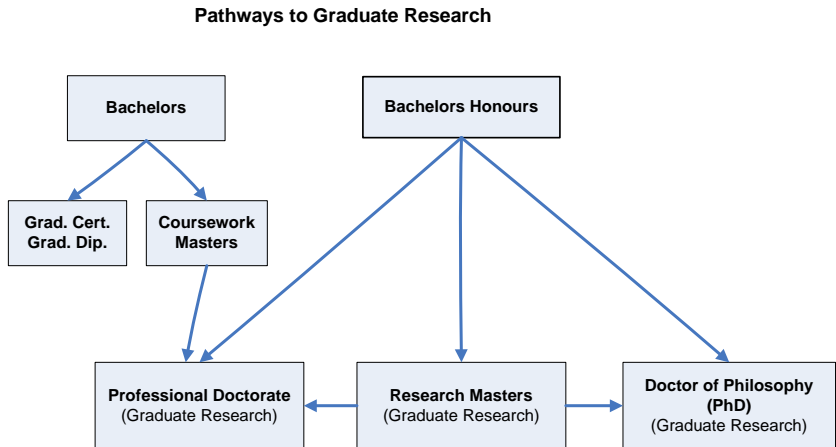 Pathways to Graduate Research
Bachelors
Bachelors Honours
Grad. Cert.
Grad. Dip.
Coursework
Masters
Professional Doctorate
(Graduate Research)
Research Masters
(Graduate Research)
Doctor of Philosophy
(PhD)
(Graduate Research)